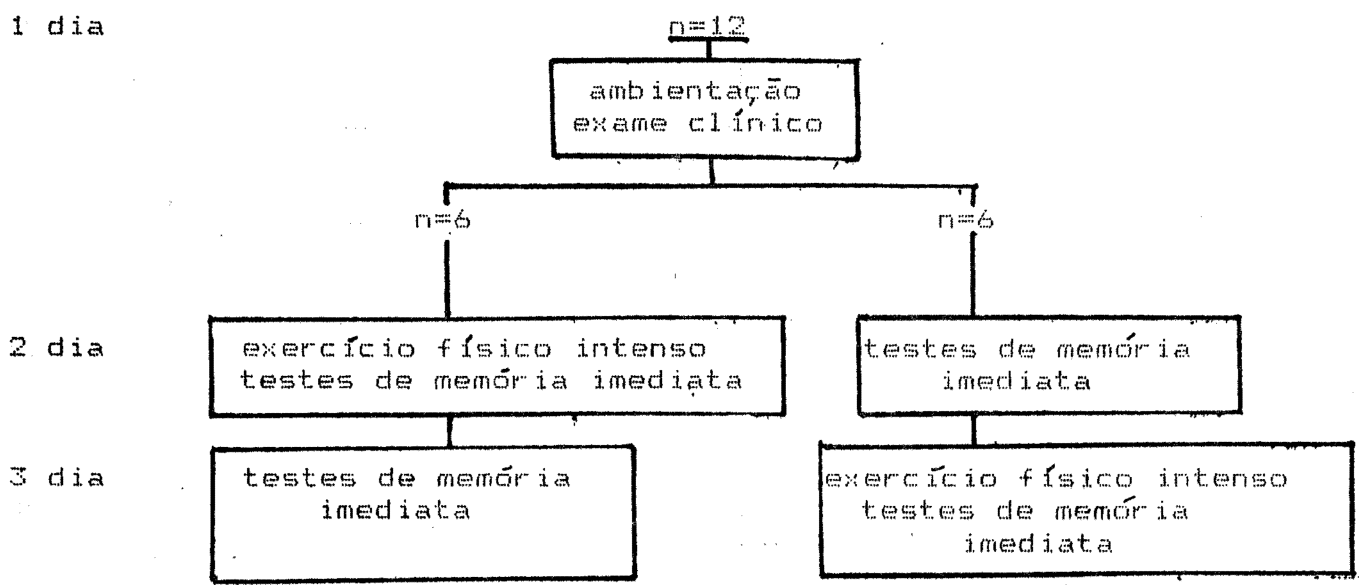 1 dia
n=12
ambientação
exame clínico
n=6
n=6
2 dia
exercício físico intenso
testes de memória imediata
testes de memória
imediata
3 dia
testes de memória
imediata
exercício físico intenso
testes de memória
imediata